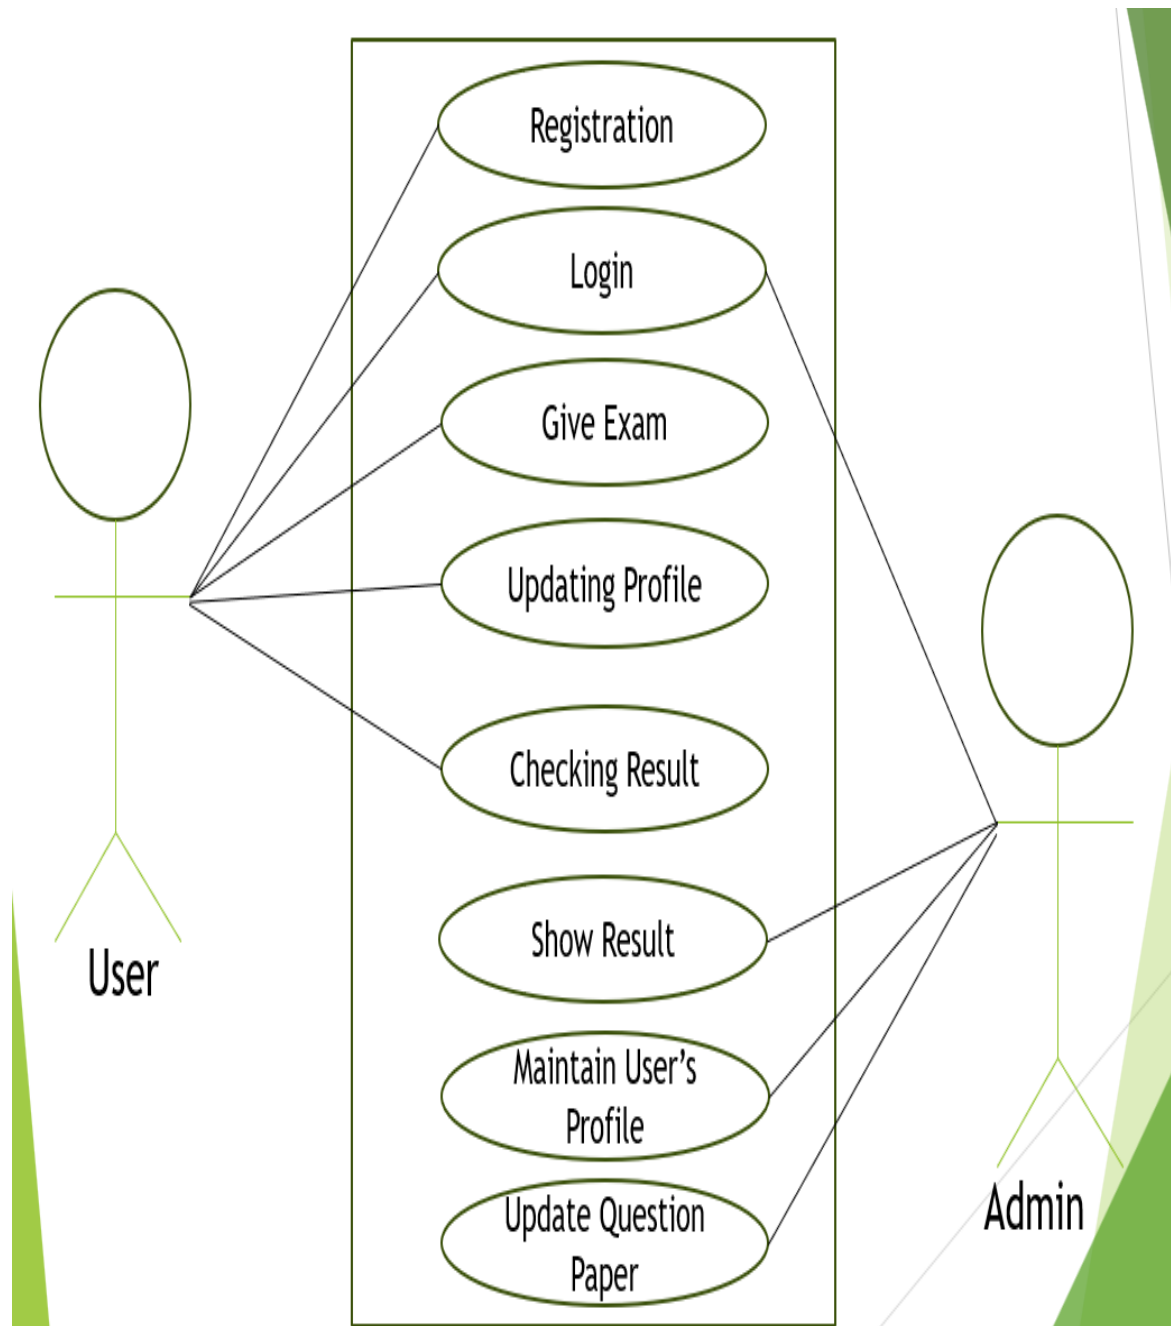 Registration
Login
Give Exam
Updating Profile
Checking Result
Show Result
User
Maintain User’s
Profile
Update Question
Paper
Admin